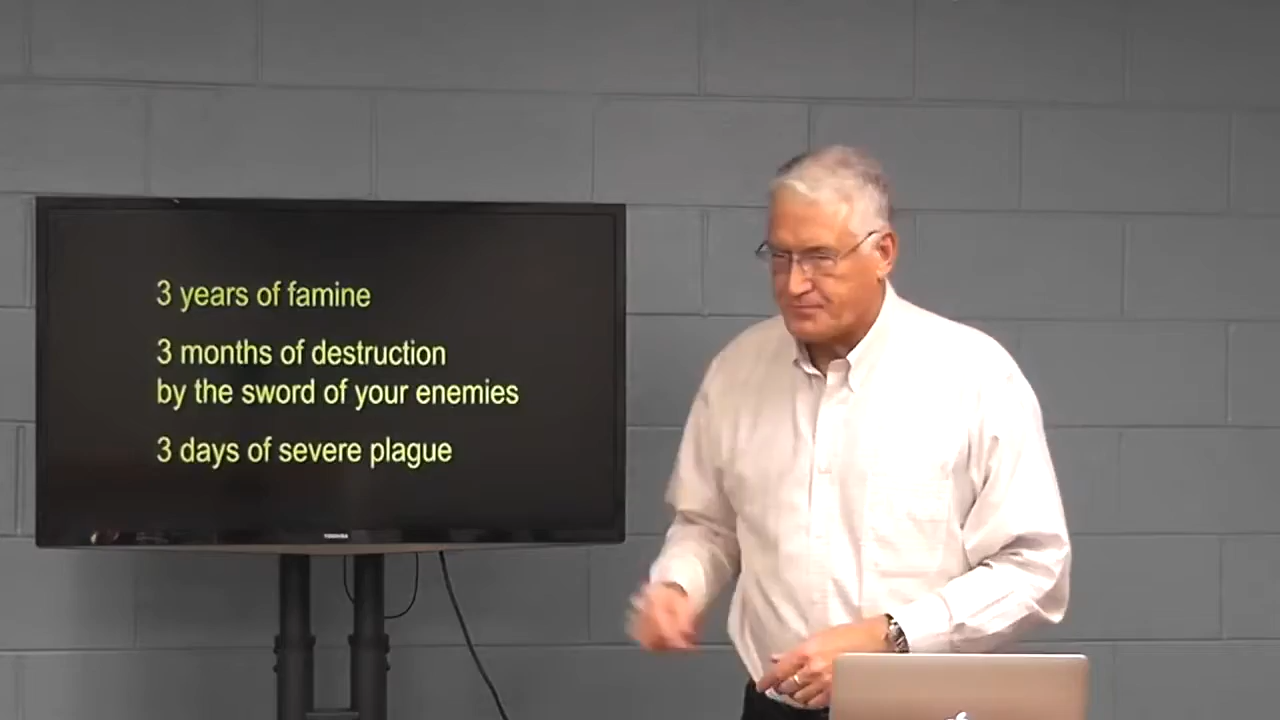 3 years of famine
3 months of destruction
by the sword of your enemies
3 days of severe plague
TOSHIBA